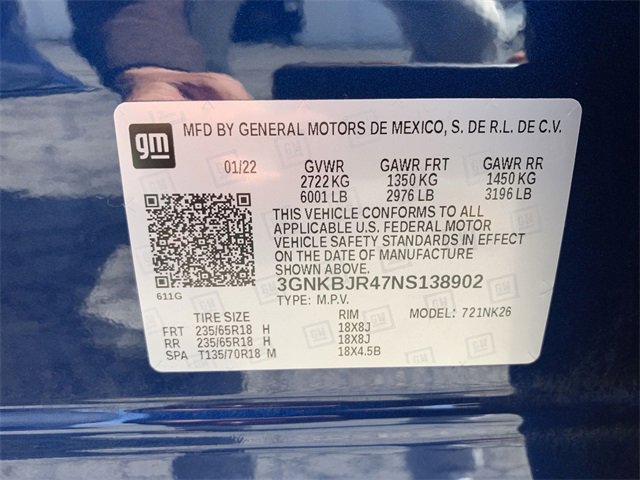 gm
MFD BY GENERAL MOTORS DE MEXICO, S. DE R.L. DE C.V.
01/22 GVWR GAWR FRT GAWR RR
2722 KG 1350 KG 1450 KG
6001 LB 2976 LB 3196 LB
THIS VEHICLE CONFORMS TO ALL
APPLICABLE U.S. FEDERAL MOTOR
VEHICLE SAFETY STANDARDS IN EFFECT
ON THE DATE OF MANUFACTURE
SHOWN ABOVE.
3GNKBJR47NS138902
611G
TYPE: M.P.V. MODEL: 721NK26
TIRE SIZE RIM
FRT 235/65R18 H 18X8J
RR 235/65R18 H 18X8J
SPA T135/70R18 M 18X4.5B